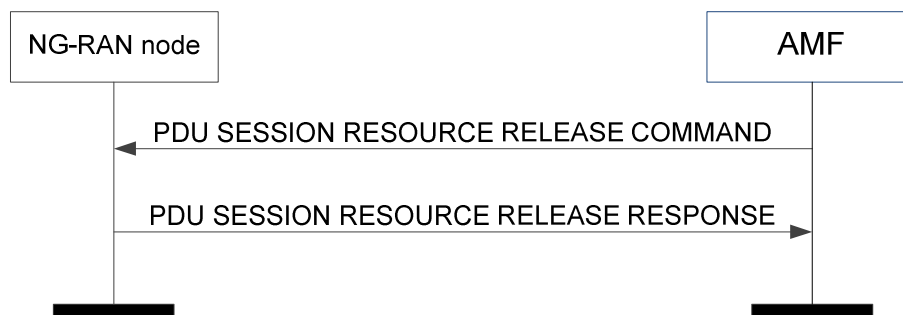 NG-RAN node
AMF
PDU SESSION RESOURCE RELEASE COMMAND
PDU SESSION RESOURCE RELEASE RESPONSE